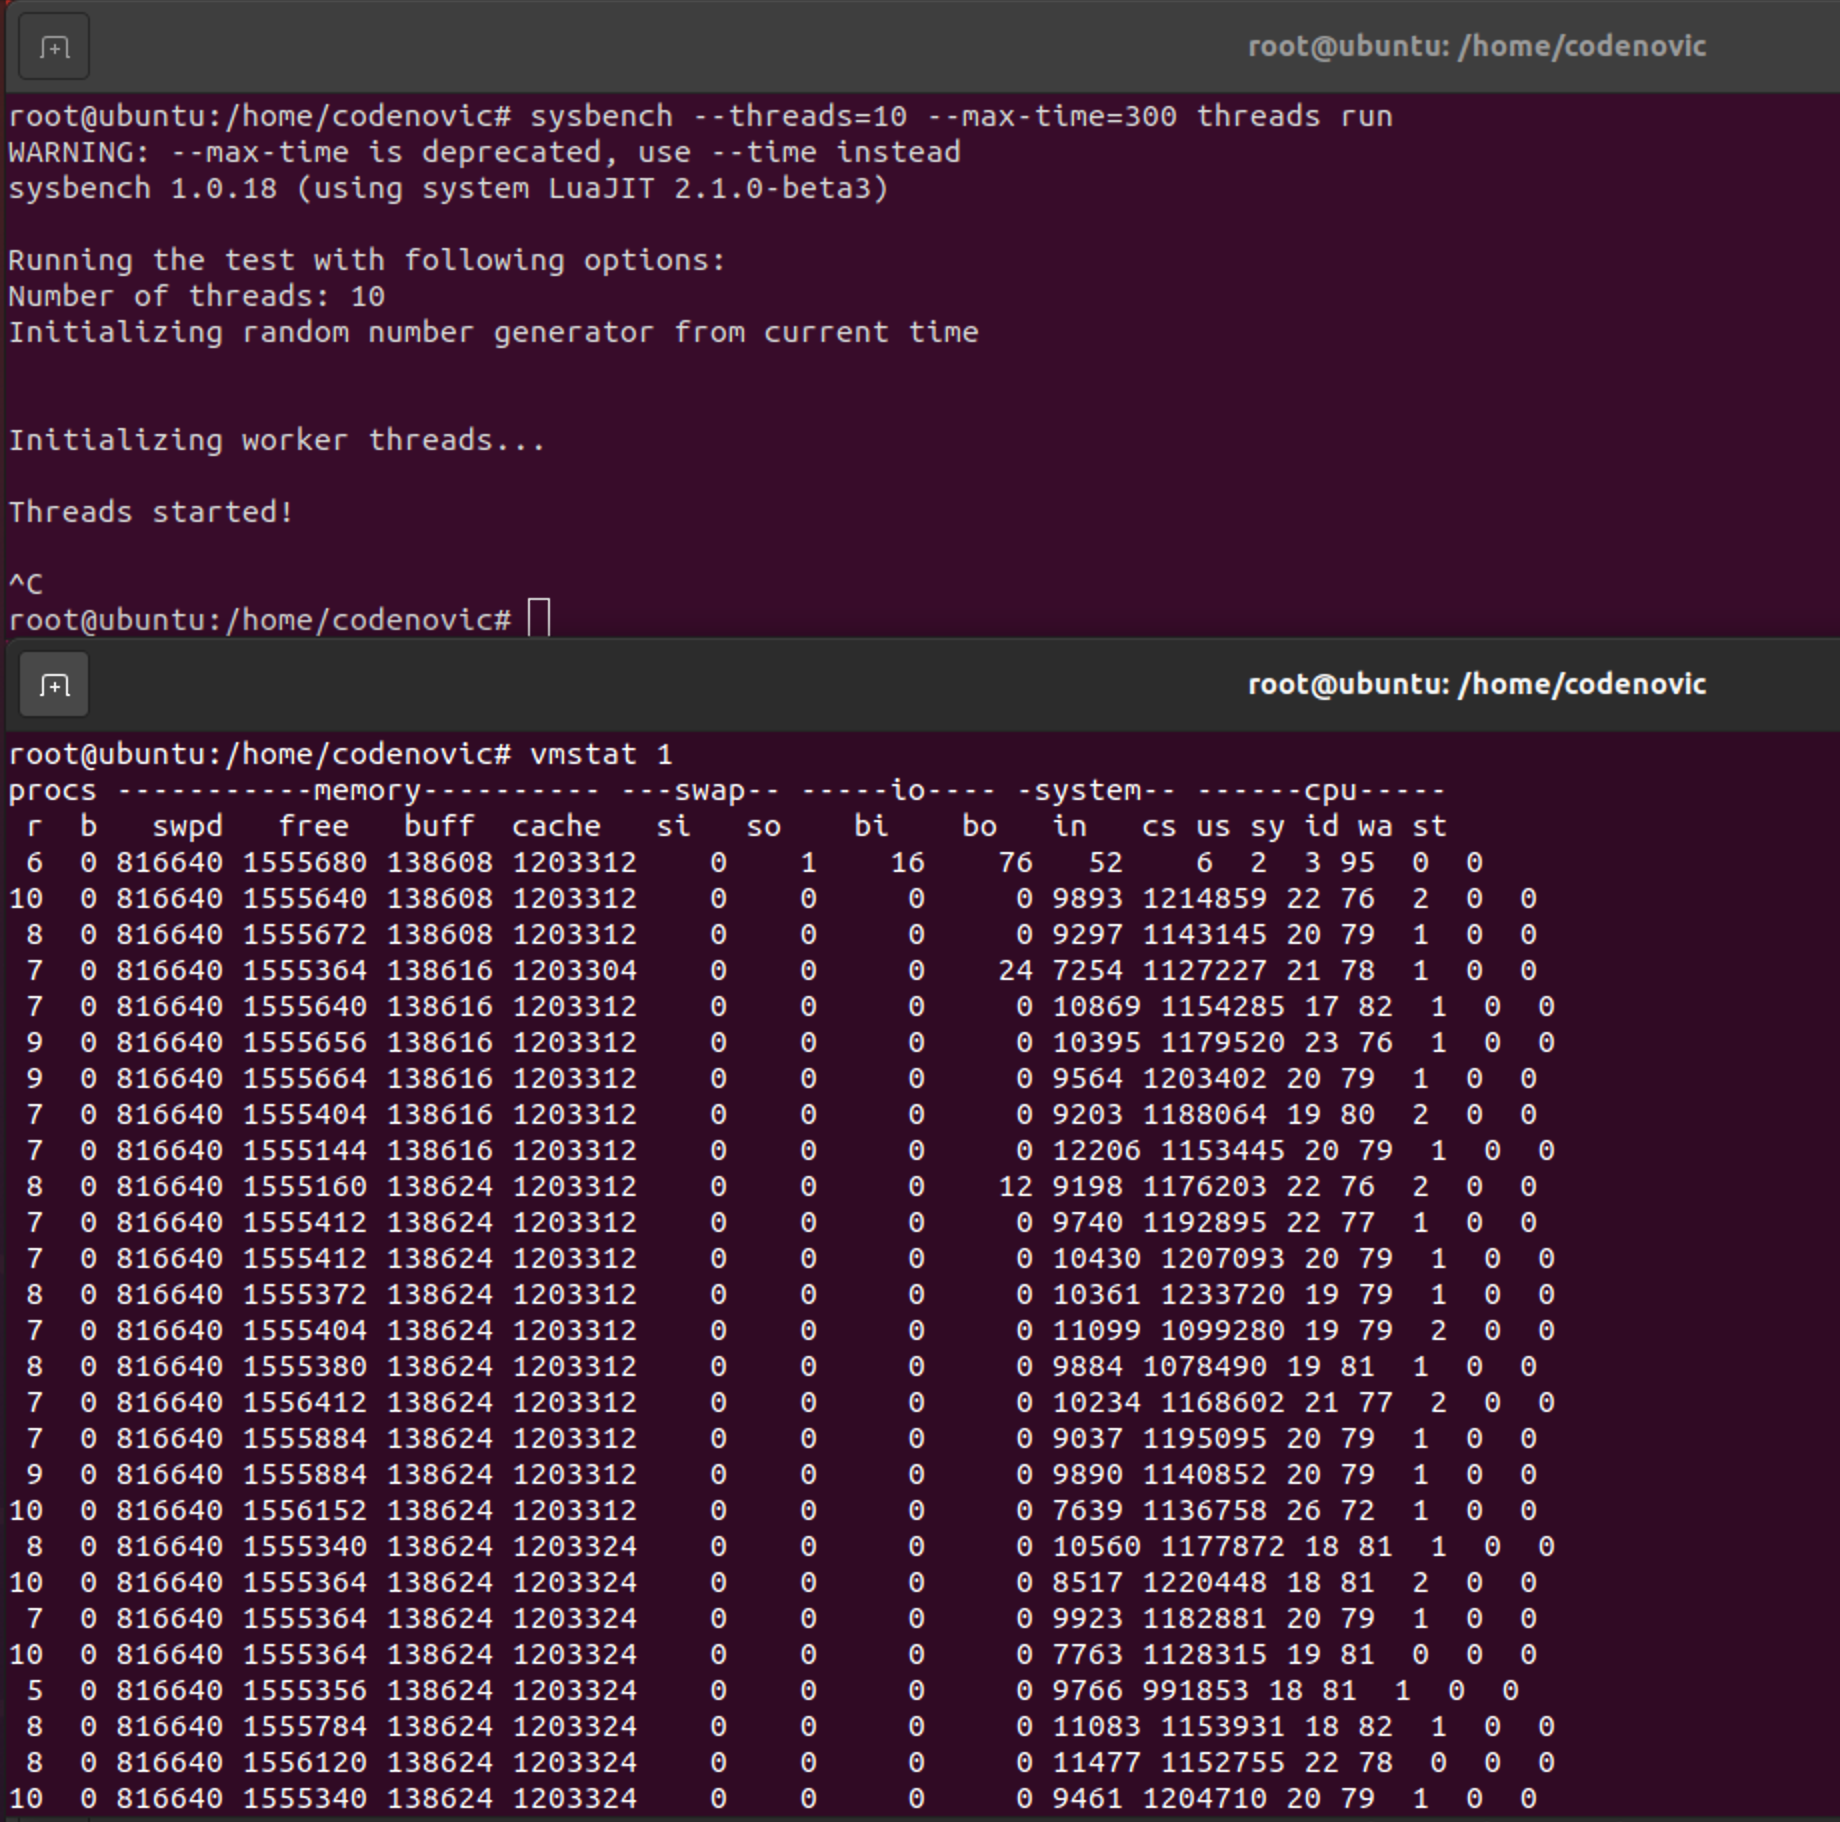 root@ubuntu: /home/codenovic
root@ubuntu:/home/codenovic# sysbench --threads=10 --max-time=300 threads run
WARNING: --max-time is deprecated, use --time instead
sysbench 1.0.18 (using system LuaJIT 2.1.0-beta3)
Running the test with following options:
Number of threads: 10
Initializing random number generator from current time
Initializing worker threads...
Threads started!
^C
root@ubuntu:/home/codenovic#
root@ubuntu: /home/codenovic
root@ubuntu:/home/codenovic# vmstat 1
procs -----------memory---------- ---swap-- -----io---- -system-- ------cpu-----
 r  b   swpd   free   buff  cache   si   so    bi    bo   in   cs us sy id wa st
 6  0 816640 1555680 138608 1203312    0    1    16    76   52    6  2  3 95  0  0
10  0 816640 1555640 138608 1203312    0    0     0     0 9893 1214859 22 76  2  0  0
 8  0 816640 1555672 138608 1203312    0    0     0     0 9297 1143145 20 79  1  0  0
 7  0 816640 1555364 138616 1203304    0    0     0    24 7254 1127227 21 78  1  0  0
 7  0 816640 1555640 138616 1203312    0    0     0     0 10869 1154285 17 82  1  0  0
 9  0 816640 1555656 138616 1203312    0    0     0     0 10395 1179520 23 76  1  0  0
 9  0 816640 1555664 138616 1203312    0    0     0     0 9564 1203402 20 79  1  0  0
 7  0 816640 1555404 138616 1203312    0    0     0     0 9203 1188064 19 80  2  0  0
 7  0 816640 1555144 138616 1203312    0    0     0     0 12206 1153445 20 79  1  0  0
 8  0 816640 1555160 138624 1203312    0    0     0    12 9198 1176203 22 76  2  0  0
 7  0 816640 1555412 138624 1203312    0    0     0     0 9740 1192895 22 77  1  0  0
 7  0 816640 1555412 138624 1203312    0    0     0     0 10430 1207093 20 79  1  0  0
 8  0 816640 1555372 138624 1203312    0    0     0     0 10361 1233720 19 79  1  0  0
 7  0 816640 1555404 138624 1203312    0    0     0     0 11099 1099280 19 79  2  0  0
 8  0 816640 1555380 138624 1203312    0    0     0     0 9884 1078490 19 81  1  0  0
 7  0 816640 1556412 138624 1203312    0    0     0     0 10234 1168602 21 77  2  0  0
 7  0 816640 1555884 138624 1203312    0    0     0     0 9037 1195095 20 79  1  0  0
 9  0 816640 1555884 138624 1203312    0    0     0     0 9890 1140852 20 79  1  0  0
10  0 816640 1556152 138624 1203312    0    0     0     0 7639 1136758 26 72  1  0  0
 8  0 816640 1555340 138624 1203324    0    0     0     0 10560 1177872 18 81  1  0  0
10  0 816640 1555364 138624 1203324    0    0     0     0 8517 1220448 18 81  2  0  0
 7  0 816640 1555364 138624 1203324    0    0     0     0 9923 1182881 20 79  1  0  0
10  0 816640 1555364 138624 1203324    0    0     0     0 7763 1128315 19 81  0  0  0
 5  0 816640 1555356 138624 1203324    0    0     0     0 9766 991853 18 81  1  0  0
 8  0 816640 1555784 138624 1203324    0    0     0     0 11083 1153931 18 82  1  0  0
 8  0 816640 1556120 138624 1203324    0    0     0     0 11477 1152755 22 78  0  0  0
10  0 816640 1555340 138624 1203324    0    0     0     0 9461 1204710 20 79  1  0  0